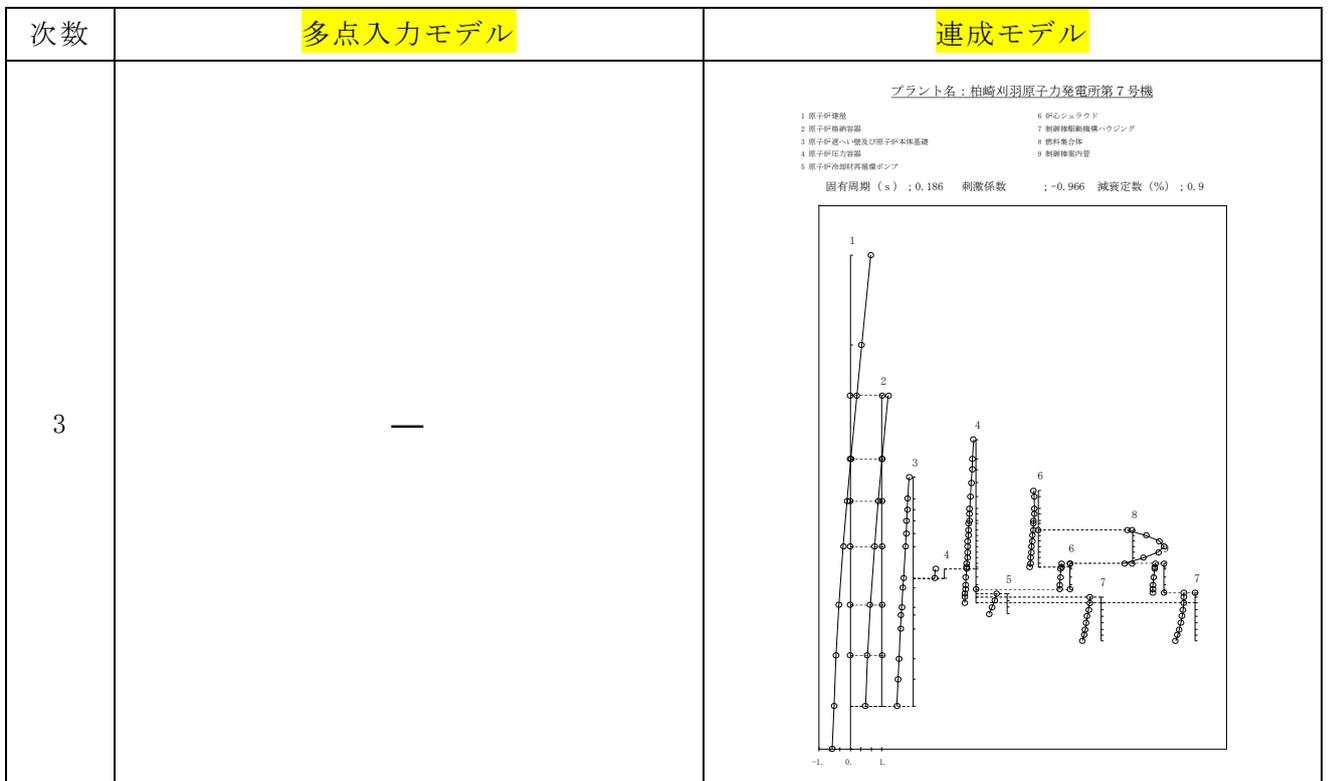 次数
多点入力モデル
連成モデル
3
—
プラント名：柏崎刈羽原子力発電所第７号機
1 原子炉建屋
2 原子炉格納容器
3 原子炉遮へい壁及び原子炉本体基礎
4 原子炉圧力容器
5 原子炉冷却材再循環ポンプ
6 炉心シュラウド
7 制御棒駆動機構ハウジング
8 燃料集合体
9 制御棒案内管
固有周期（ｓ）；0.186 刺激係数 ；-0.966 減衰定数（%）；0.9
1
2
3
4
4
5
6
6
7
8
9
7
-1. 0. 1.